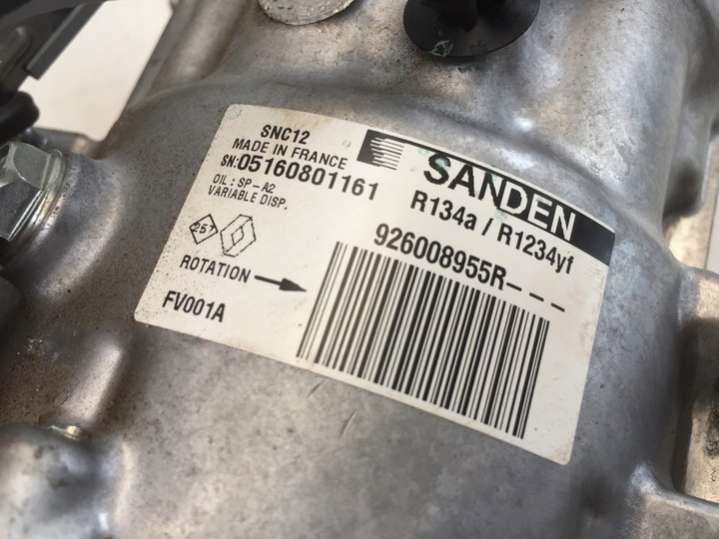 SNC12
MADE IN FRANCE
SN:05160801161
OIL : SP-A2
VARIABLE DISP.
SANDEN
R134a / R1234yf
926008955R---
ROTATION
FV001A